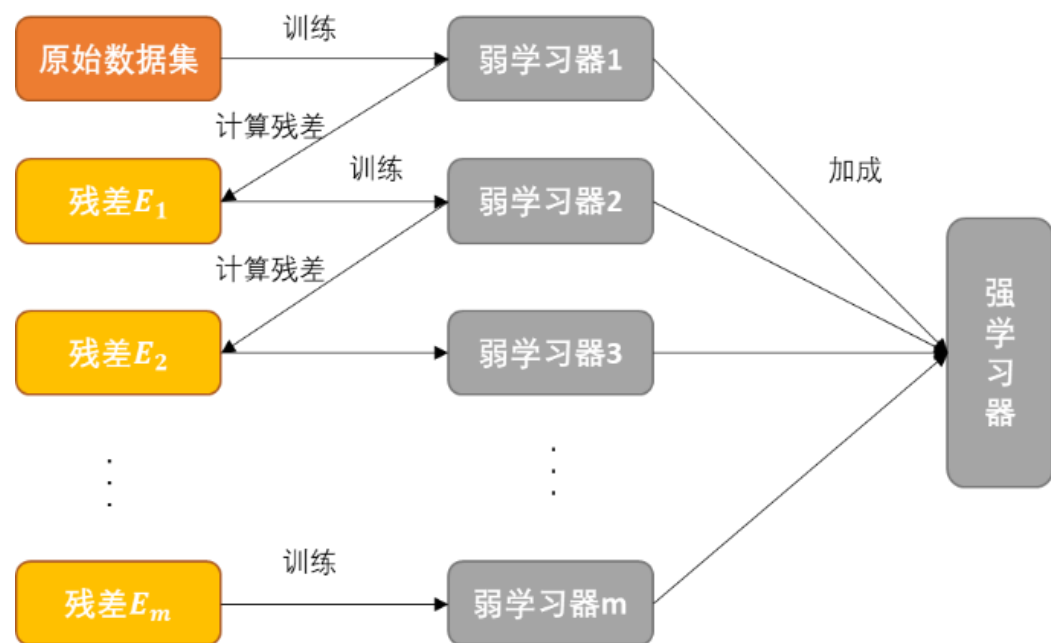 训练
原始数据集
弱学习器1
计算残差
训练
加成
残差E₁
弱学习器2
计算残差
强学习器
残差E₂
弱学习器3
训练
残差Eₘ
弱学习器m